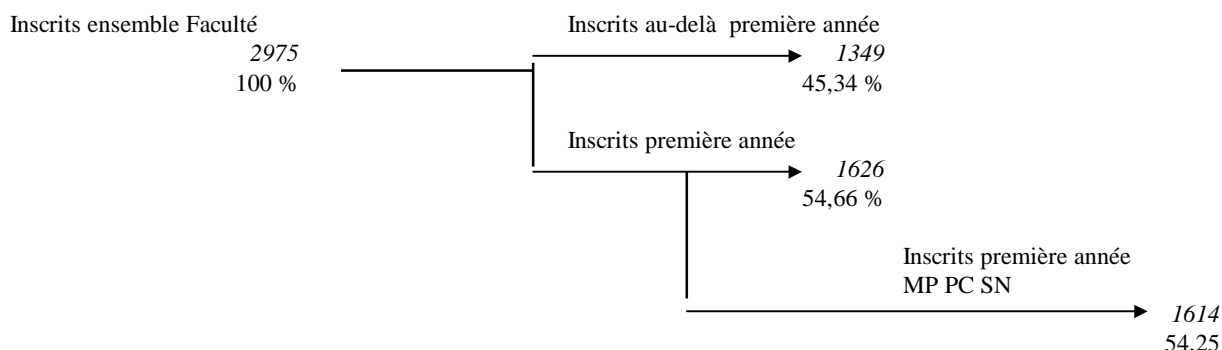 Inscrits ensemble Faculté
2975
100 %
Inscrits au-delà première année
1349
45,34 %
Inscrits première année
1626
54,66 %
Inscrits première année
MP PC SN
1614
54,25